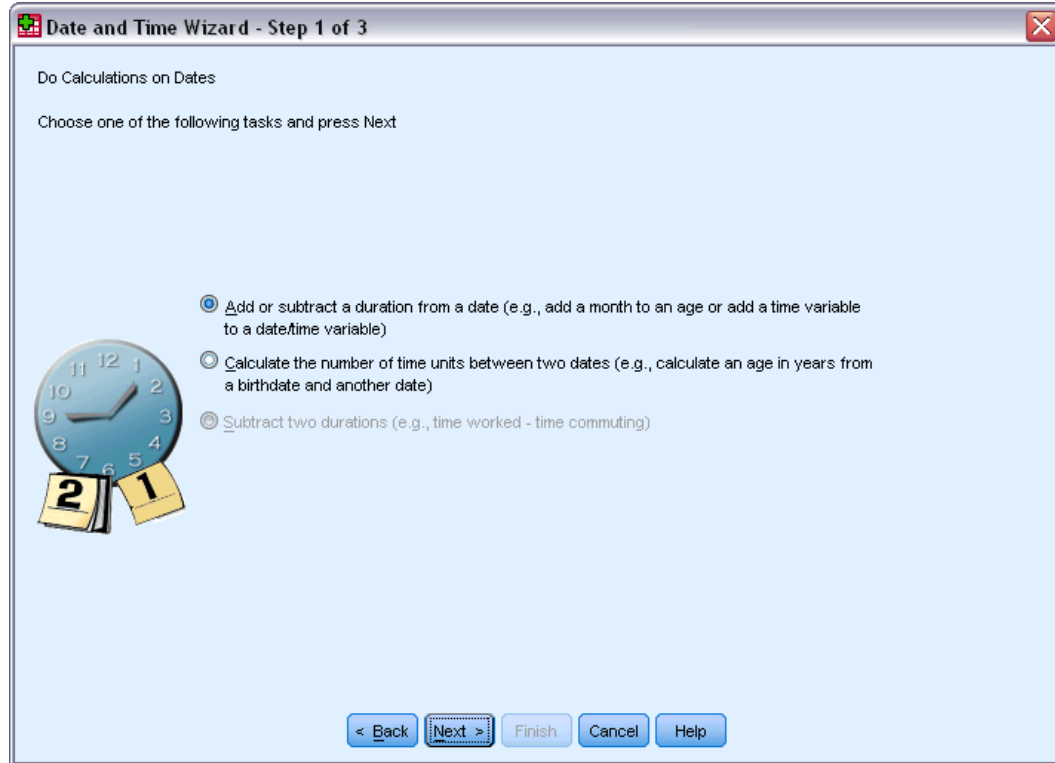 Date and Time Wizard - Step 1 of 3
Do Calculations on Dates
Choose one of the following tasks and press Next
Add or subtract a duration from a date (e.g., add a month to an age or add a time variable
to a date/time variable)
Calculate the number of time units between two dates (e.g., calculate an age in years from
a birthdate and another date)
Subtract two durations (e.g., time worked - time commuting)
11 12 1
10 2
9 3
8 4
7 6 5
2 1
< Back Next > Finish Cancel Help